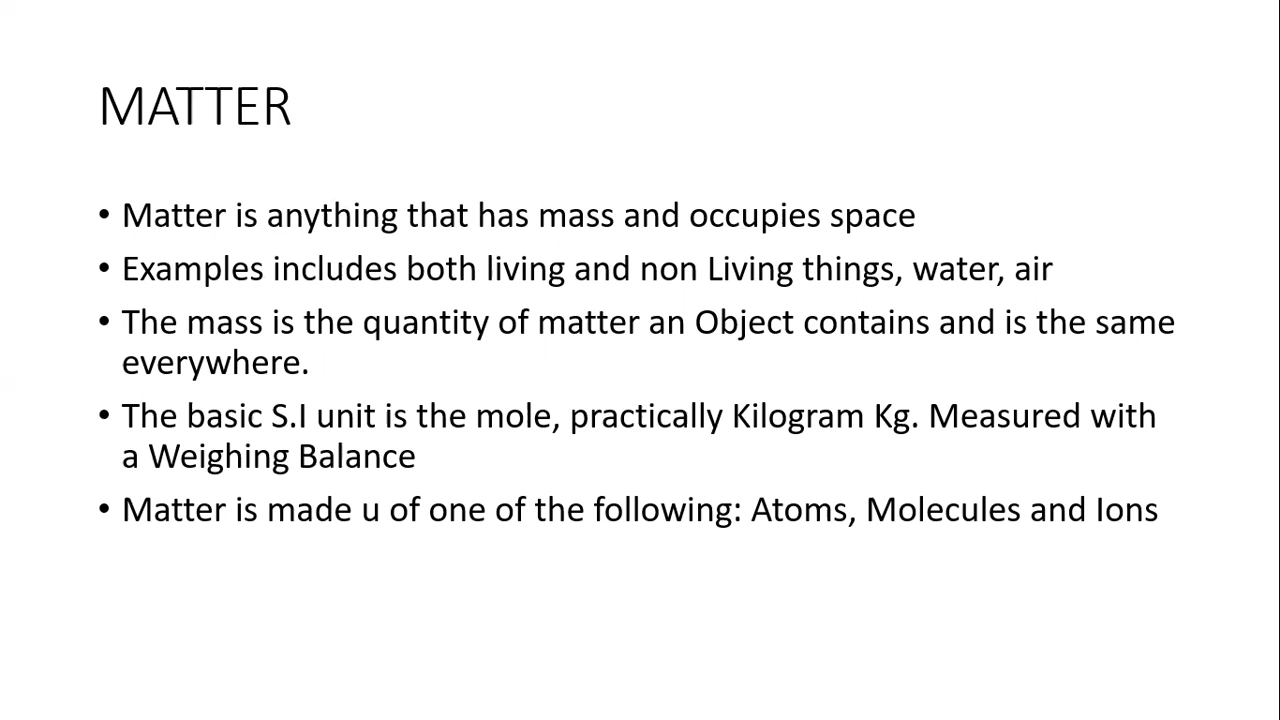 MATTER
• Matter is anything that has mass and occupies space
• Examples includes both living and non Living things, water, air
• The mass is the quantity of matter an Object contains and is the same
everywhere.
• The basic S.I unit is the mole, practically Kilogram Kg. Measured with
a Weighing Balance
• Matter is made u of one of the following: Atoms, Molecules and Ions